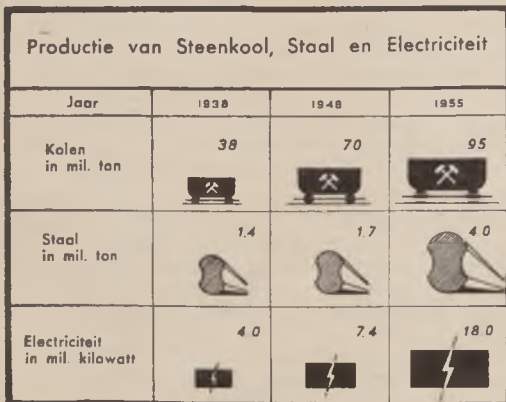 Productie van Steenkool, Staal en Electriciteit
Jaar 1938 1948 1955
Kolen
in mil. ton
38 70 95
Staal
in mil. ton
1.4 1.7 4.0
Electriciteit
in mil. kilowatt
4.0 7.4 18.0